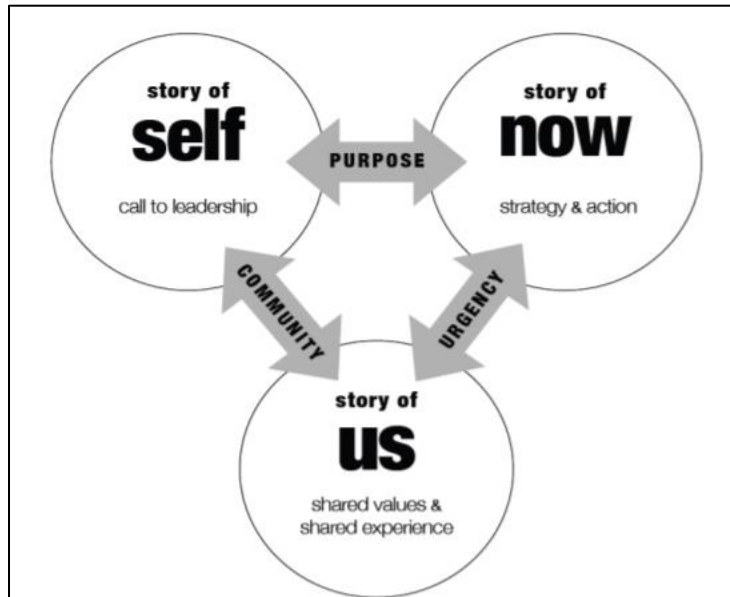 story of
self
call to leadership
PURPOSE
story of
now
strategy & action
COMMUNITY
URGENCY
story of
us
shared values &
shared experience